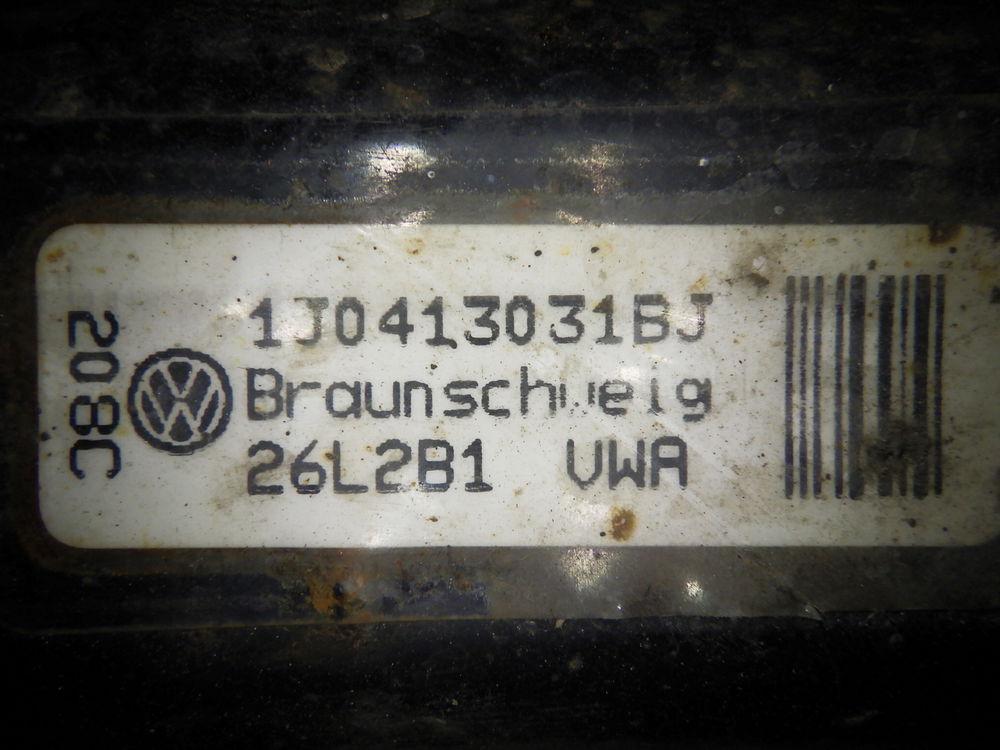 1J0413031BJ
Braunschweig
26L2B1 VWA
208C